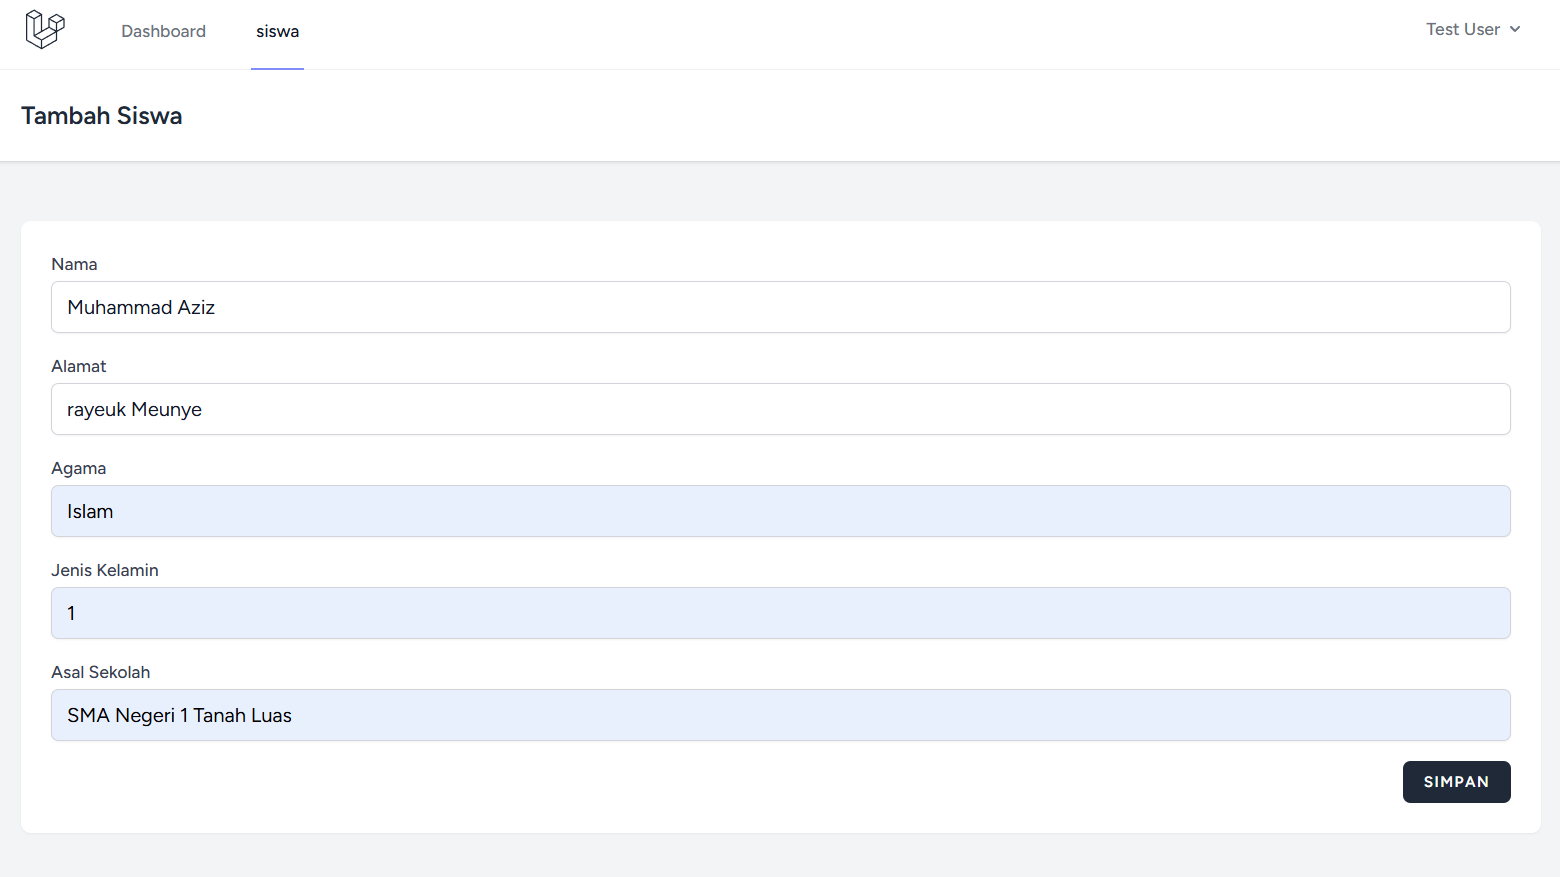 Dashboard
siswa
Test User
Tambah Siswa
Nama
Muhammad Aziz
Alamat
rayeuk Meunye
Agama
Islam
Jenis Kelamin
1
Asal Sekolah
SMA Negeri 1 Tanah Luas
SIMPAN